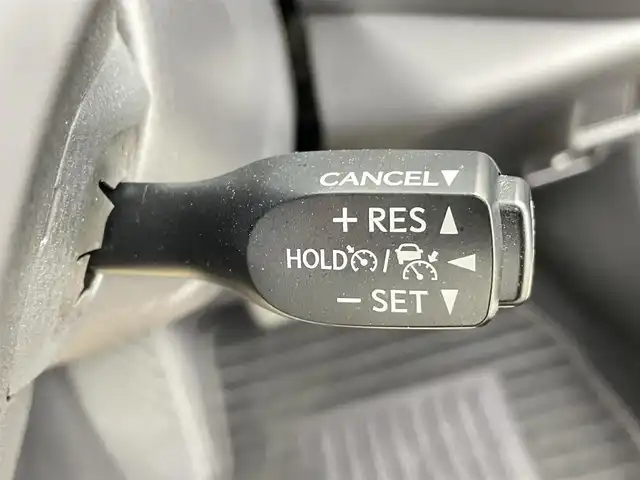 CANCEL▼
+ RES ▲
HOLD / ◀
− SET ▼